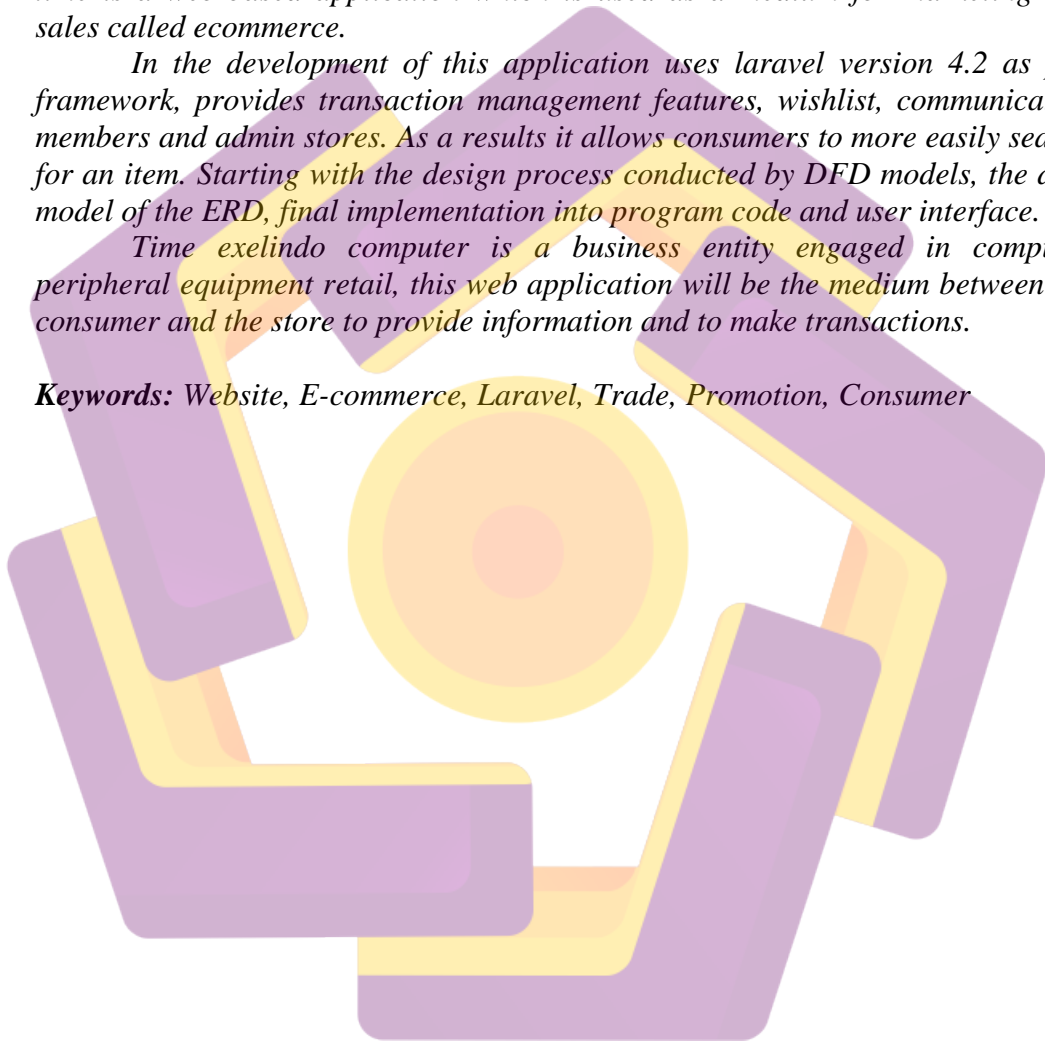 sales called ecommerce.
In the development of this application uses laravel version 4.2 as
framework, provides transaction management features, wishlist, communica
members and admin stores. As a results it allows consumers to more easily sea
for an item. Starting with the design process conducted by DFD models, the
model of the ERD, final implementation into program code and user interface.
Time exelindo computer is a business entity engaged in comp
peripheral equipment retail, this web application will be the medium between
consumer and the store to provide information and to make transactions.
Keywords: Website, E-commerce, Laravel, Trade, Promotion, Consumer